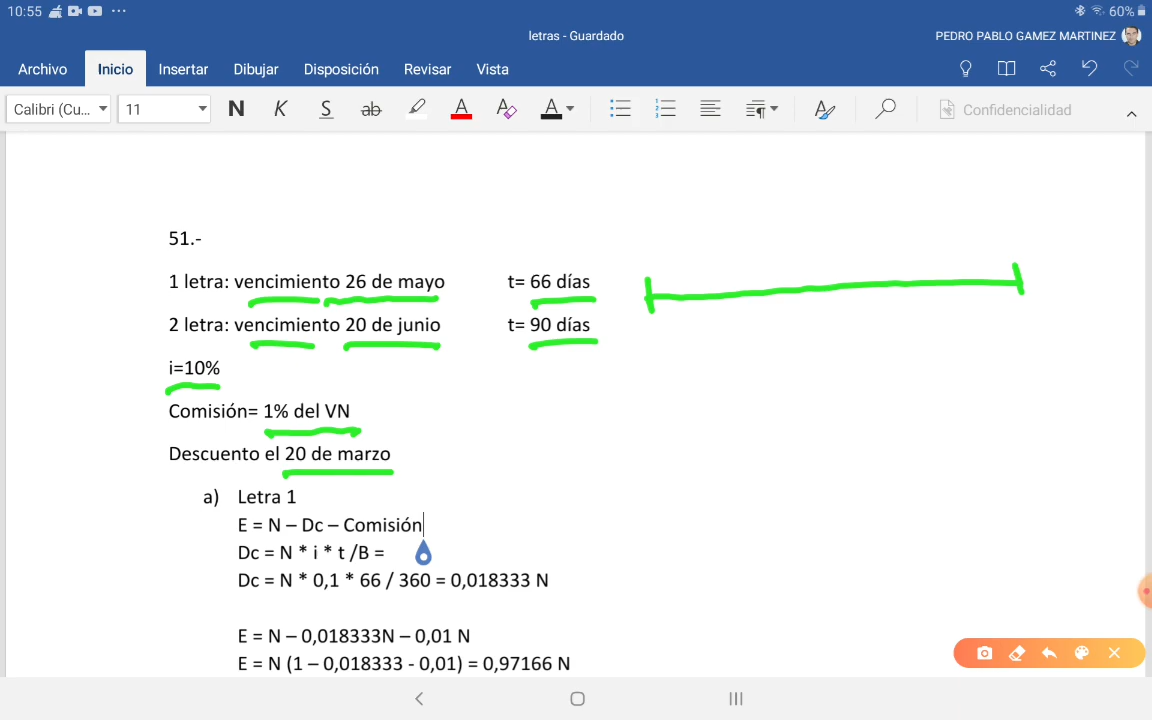 10:55 60%
letras - Guardado
PEDRO PABLO GAMEZ MARTINEZ
Archivo Inicio Insertar Dibujar Disposición Revisar Vista
Calibri (Cu... 11 N K S ab A A A Confidencialidad
51.-
1 letra: vencimiento 26 de mayo t= 66 días
2 letra: vencimiento 20 de junio t= 90 días
i=10%
Comisión= 1% del VN
Descuento el 20 de marzo
a) Letra 1
E = N – Dc – Comisión
Dc = N * i * t /B =
Dc = N * 0,1 * 66 / 360 = 0,018333 N
E = N – 0,018333N – 0,01 N
E = N (1 – 0,018333 - 0,01) = 0,97166 N